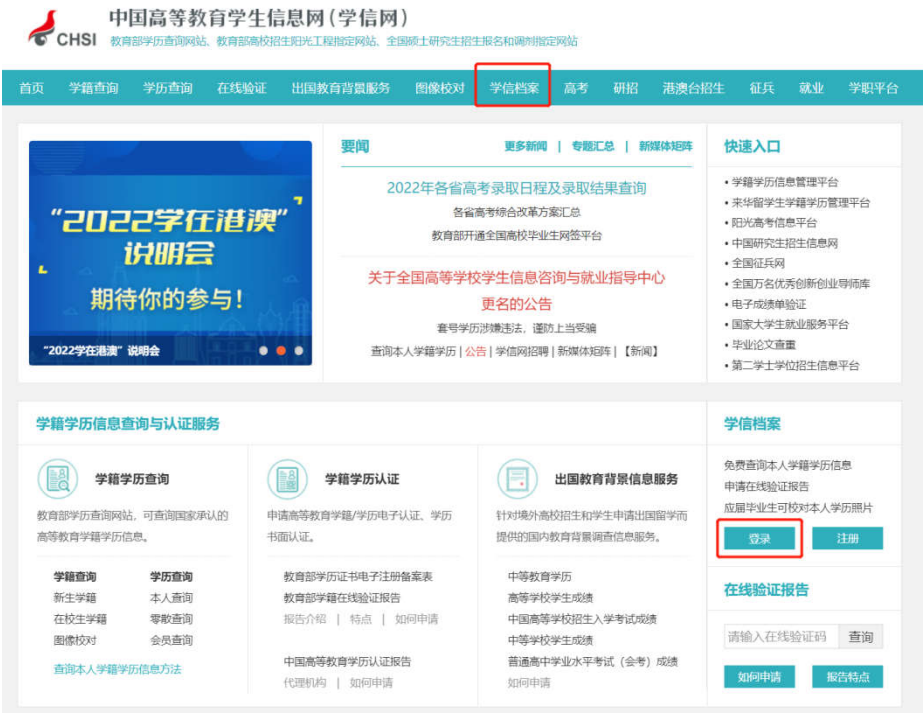 中国高等教育学生信息网(学信网)
CHSI
教育部学历查询网站、教育部高校招生阳光工程指定网站、全国硕士研究生招生报名和调剂指定网站
首页 学籍查询 学历查询 在线验证 出国教育背景服务 图像校对 学信档案 高考 研招 港澳台招生 征兵 就业 学职平台
“2022学在港澳”
说明会
期待你的参与!
“2022学在港澳”说明会
要闻
更多新闻 | 专题汇总 | 新媒体矩阵
2022年各省高考录取日程及录取结果查询
各省高考综合改革方案汇总
教育部开通全国高校毕业生网签平台
关于全国高等学校学生信息咨询与就业指导中心
更名的公告
套号学历涉嫌违法,谨防上当受骗
查询本人学籍学历 | 公告 | 学信网招聘 | 新媒体矩阵 | 【新闻】
快速入口
• 学籍学历信息管理平台
• 来华留学生学籍学历管理平台
• 阳光高考信息平台
• 中国研究生招生信息网
• 全国征兵网
• 全国万名优秀创新创业导师库
• 电子成绩单验证
• 国家大学生就业服务平台
• 毕业论文查重
• 第二学士学位招生信息平台
学籍学历信息查询与认证服务
学籍学历查询
教育部学历查询网站、可查询国家承认的
高等教育学籍学历信息。
学籍查询 学历查询
新生学籍 本人查询
在校生学籍 零散查询
图像校对 会员查询
查询本人学籍学历信息方法
学籍学历认证
申请高等教育学籍/学历电子认证、学历
书面认证。
教育部学历证书电子注册备案表
教育部学籍在线验证报告
报告介绍 | 特点 | 如何申请
中国高等教育学历认证报告
代理机构 | 如何申请
出国教育背景信息服务
针对境外高校招生和学生申请出国留学而
提供的国内教育背景调查信息服务。
中等教育学历
高等学校学生成绩
中国高等学校招生入学考试成绩
中等学校学生成绩
普通高中学业水平考试(会考)成绩
如何申请
学信档案
免费查询本人学籍学历信息
申请在线验证报告
应届毕业生可校对本人学历照片
登录 注册
在线验证报告
请输入在线验证码 查询
如何申请 报告特点